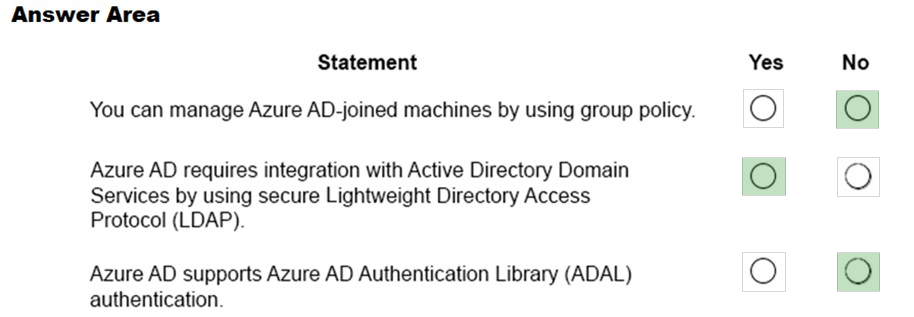 Answer Area
Statement Yes No
You can manage Azure AD-joined machines by using group policy.
Azure AD requires integration with Active Directory Domain
Services by using secure Lightweight Directory Access
Protocol (LDAP).
Azure AD supports Azure AD Authentication Library (ADAL)
authentication.